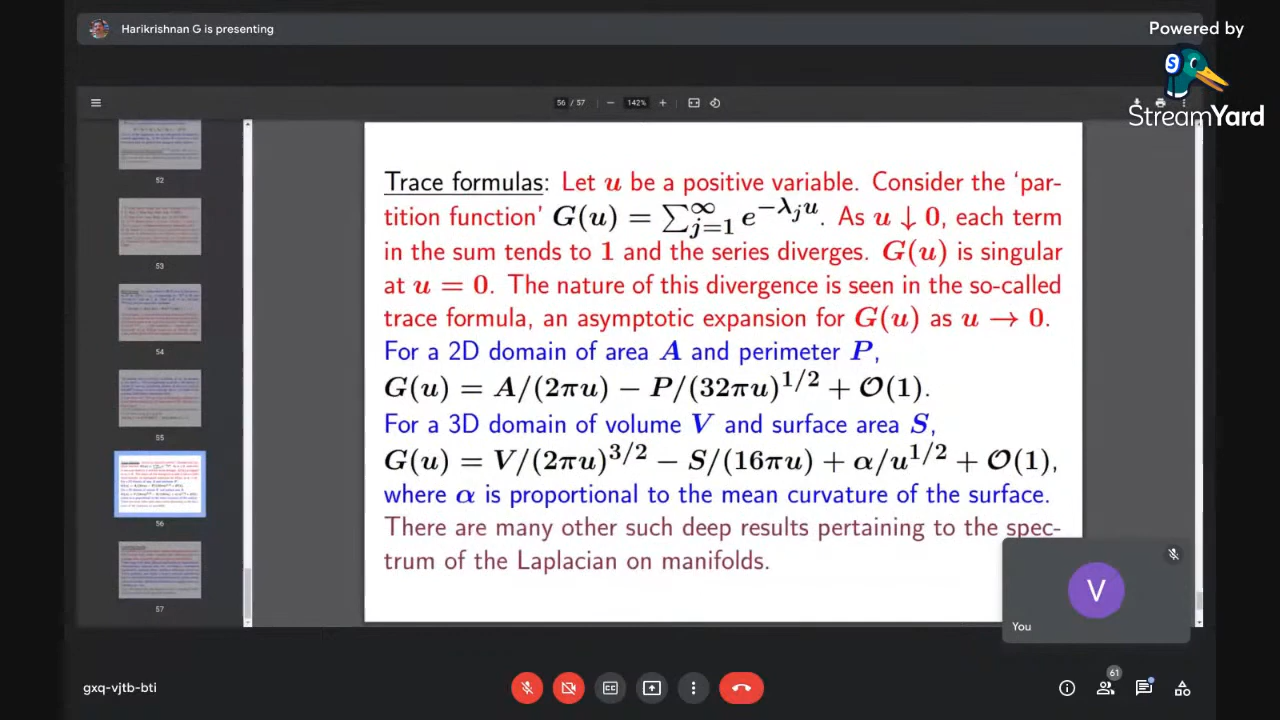 Harikrishnan G is presenting
Powered by
S
StreamYard
56 / 57
142%
52
53
54
55
56
57
Trace formulas: Let u be a positive variable. Consider the ‘par-
tition function’ G(u) = ∑_{j=1}^{∞} e^{−λ_j u}. As u ↓ 0, each term
in the sum tends to 1 and the series diverges. G(u) is singular
at u = 0. The nature of this divergence is seen in the so-called
trace formula, an asymptotic expansion for G(u) as u → 0.
For a 2D domain of area A and perimeter P,
G(u) = A/(2πu) − P/(32πu)^{1/2} + O(1).
For a 3D domain of volume V and surface area S,
G(u) = V/(2πu)^{3/2} − S/(16πu) + α/u^{1/2} + O(1),
where α is proportional to the mean curvature of the surface.
There are many other such deep results pertaining to the spec-
trum of the Laplacian on manifolds.
V
You
gxq-vjtb-bti
CC
61